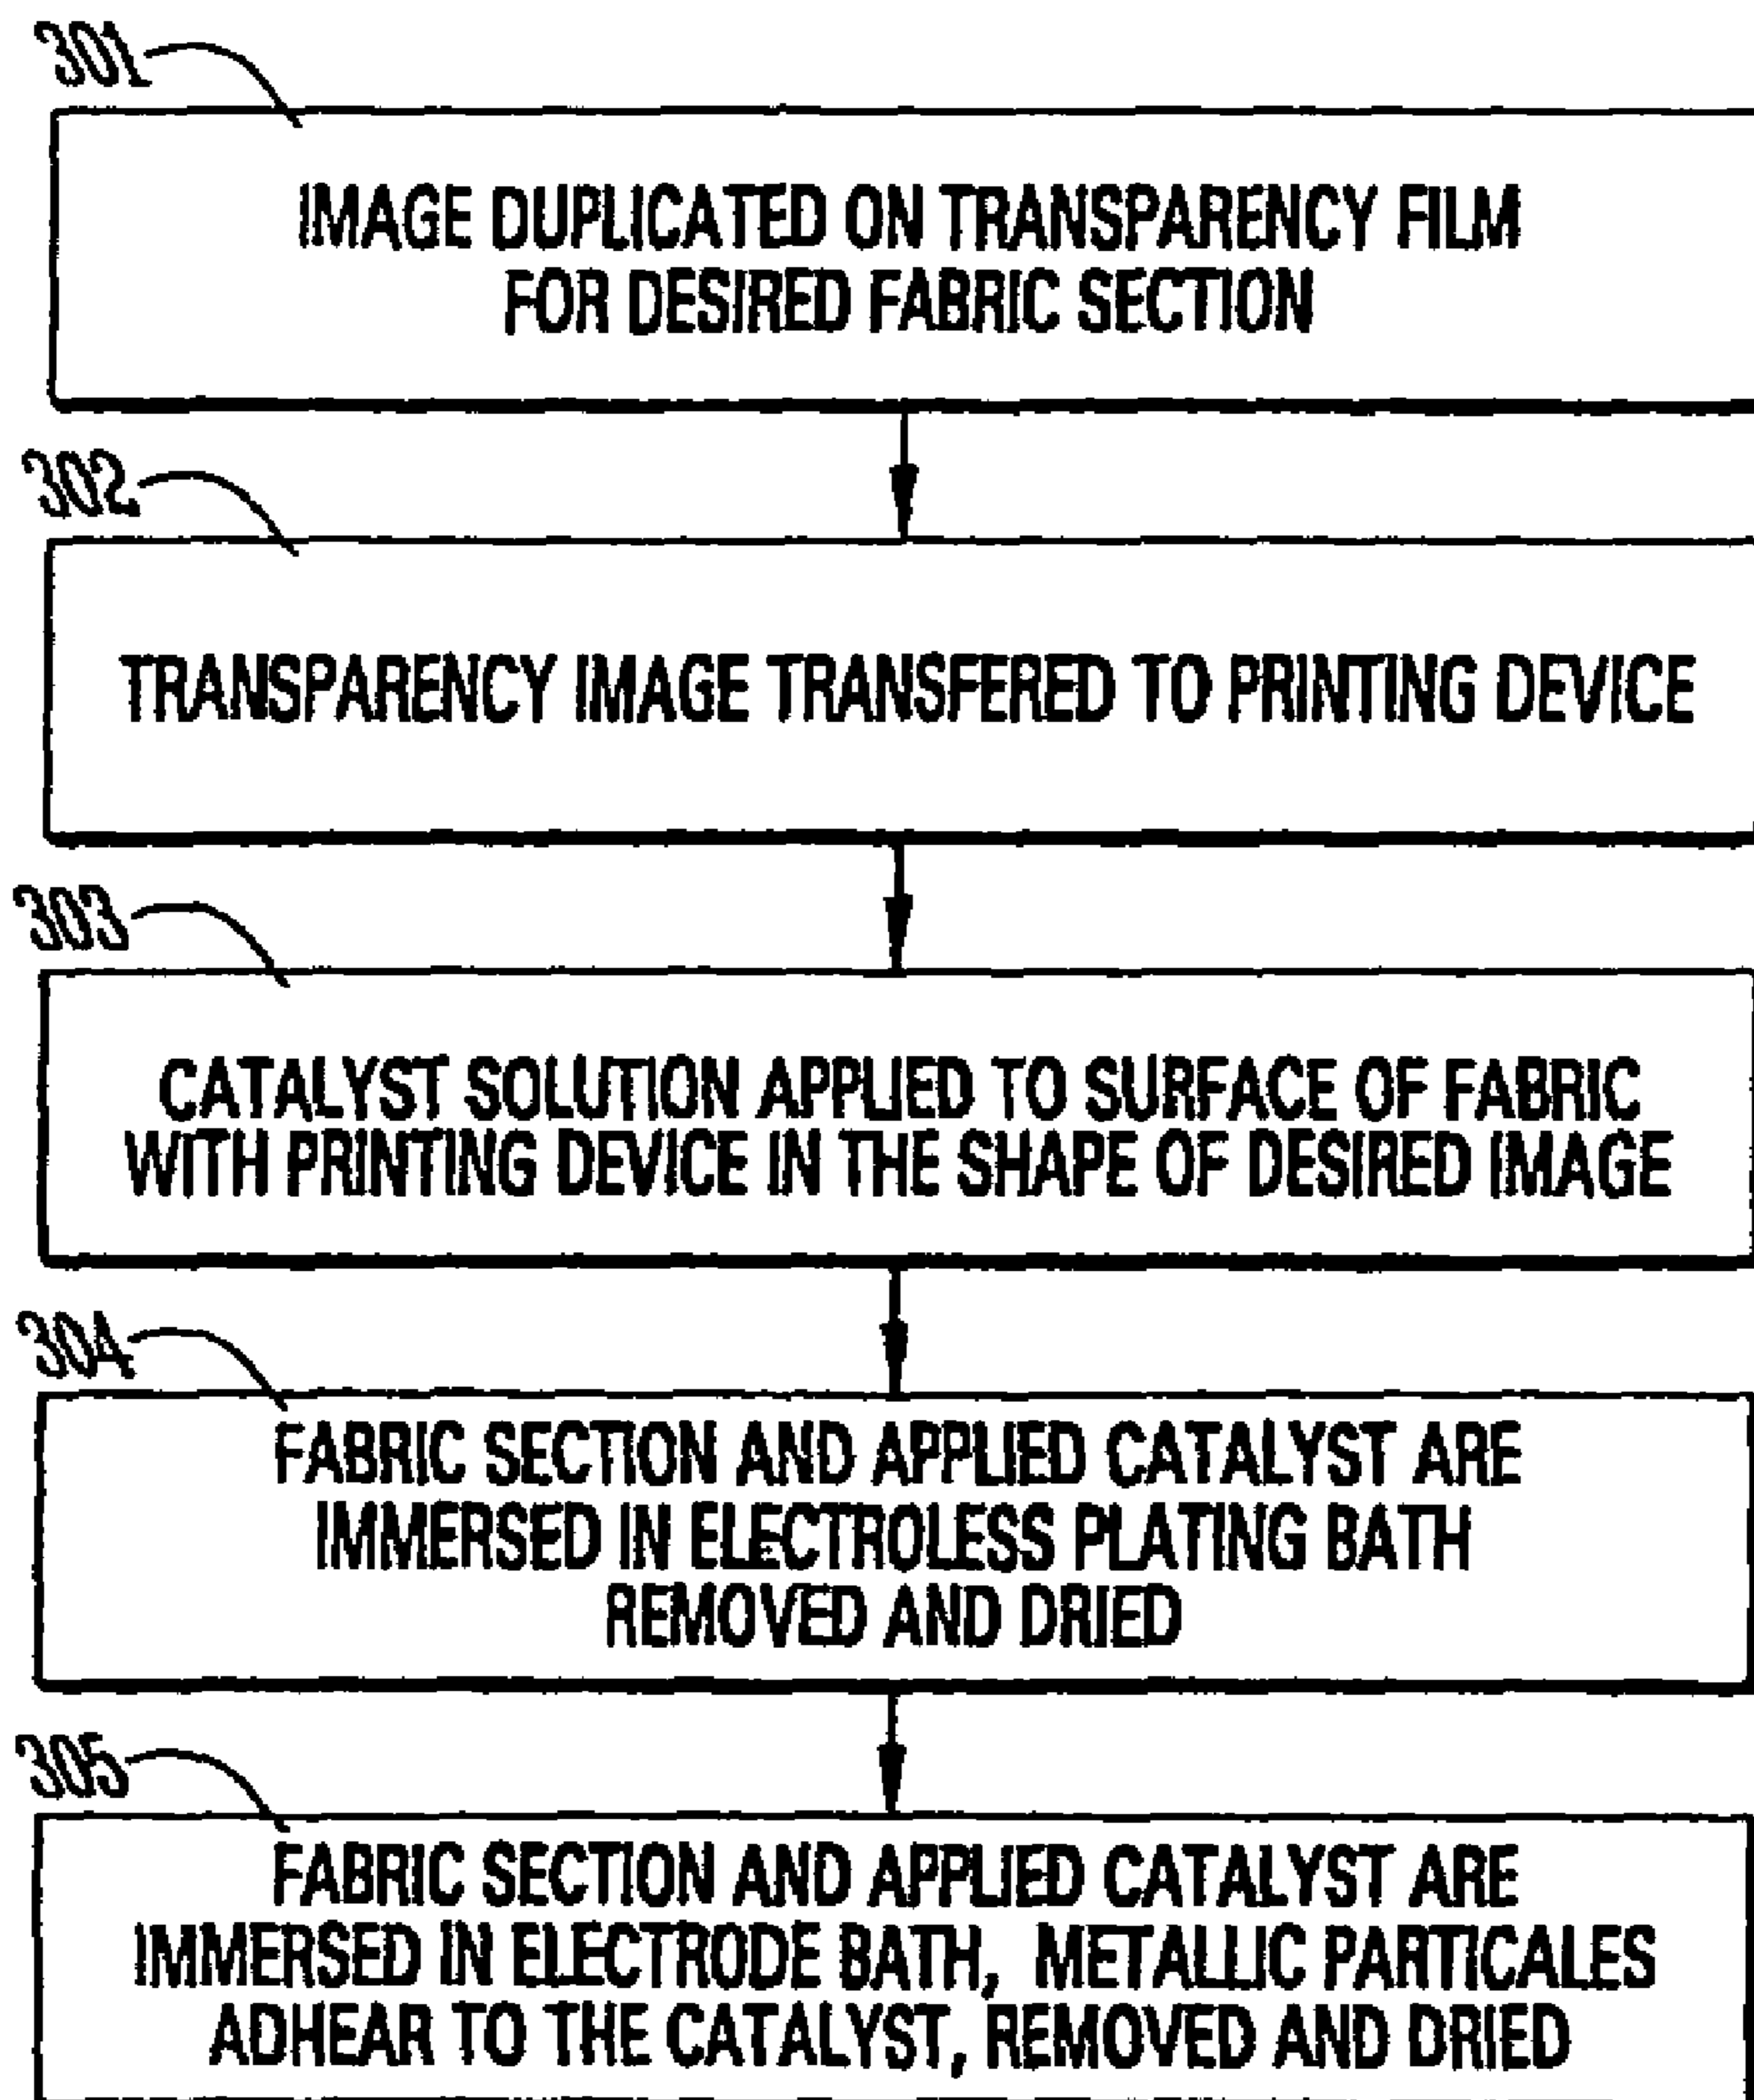 301
IMAGE DUPLICATED ON TRANSPARENCY FILM
FOR DESIRED FABRIC SECTION
302
TRANSPARENCY IMAGE TRANSFERED TO PRINTING DEVICE
303
CATALYST SOLUTION APPLIED TO SURFACE OF FABRIC
WITH PRINTING DEVICE IN THE SHAPE OF DESIRED IMAGE
304
FABRIC SECTION AND APPLIED CATALYST ARE
IMMERSED IN ELECTROLESS PLATING BATH
REMOVED AND DRIED
305
FABRIC SECTION AND APPLIED CATALYST ARE
IMMERSED IN ELECTRODE BATH, METALLIC PARTICALES
ADHEAR TO THE CATALYST, REMOVED AND DRIED